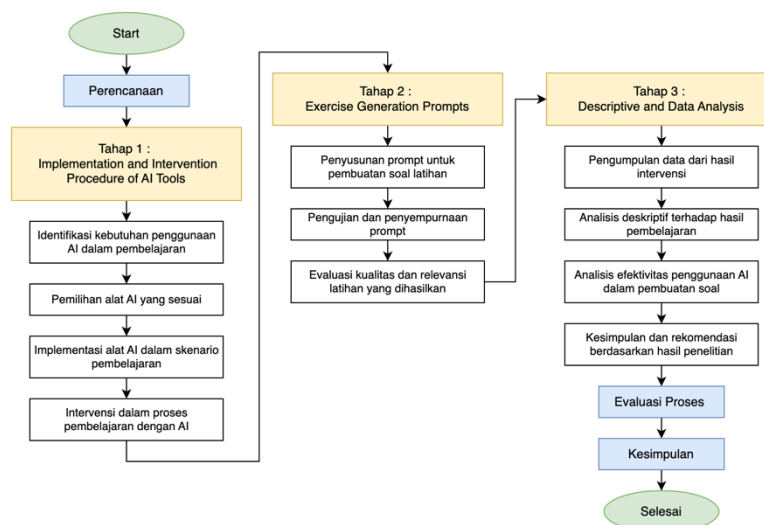 Start
Perencanaan
Tahap 1 :
Implementation and Intervention
Procedure of AI Tools
Identifikasi kebutuhan penggunaan
AI dalam pembelajaran
Pemilihan alat AI yang sesuai
Implementasi alat AI dalam skenario
pembelajaran
Intervensi dalam proses
pembelajaran dengan AI
Tahap 2 :
Exercise Generation Prompts
Penyusunan prompt untuk
pembuatan soal latihan
Pengujian dan penyempurnaan
prompt
Evaluasi kualitas dan relevansi
latihan yang dihasilkan
Tahap 3 :
Descriptive and Data Analysis
Pengumpulan data dari hasil
intervensi
Analisis deskriptif terhadap hasil
pembelajaran
Analisis efektivitas penggunaan AI
dalam pembuatan soal
Kesimpulan dan rekomendasi
berdasarkan hasil penelitian
Evaluasi Proses
Kesimpulan
Selesai